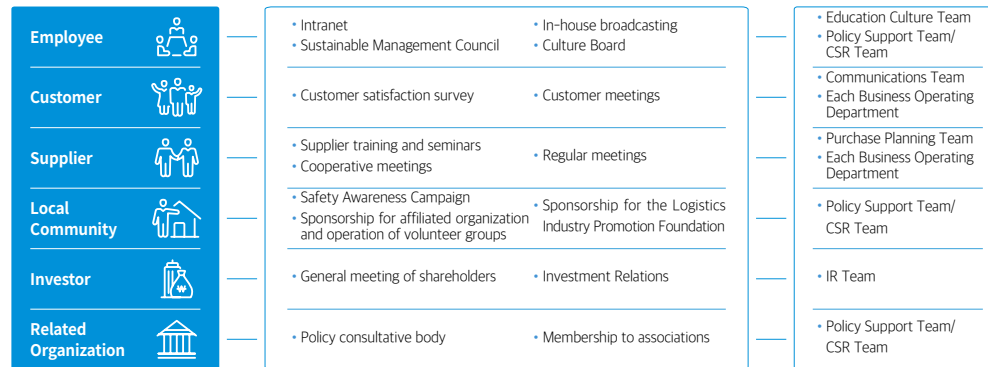 Employee
• Intranet
• Sustainable Management Council
• In-house broadcasting
• Culture Board
• Education Culture Team
• Policy Support Team/
CSR Team
Customer
• Customer satisfaction survey
• Customer meetings
• Communications Team
• Each Business Operating
Department
Supplier
• Supplier training and seminars
• Cooperative meetings
• Regular meetings
• Purchase Planning Team
• Each Business Operating
Department
Local
Community
• Safety Awareness Campaign
• Sponsorship for affiliated organization
and operation of volunteer groups
• Sponsorship for the Logistics
Industry Promotion Foundation
• Policy Support Team/
CSR Team
Investor
₩
• General meeting of shareholders
• Investment Relations
• IR Team
Related
Organization
• Policy consultative body
• Membership to associations
• Policy Support Team/
CSR Team